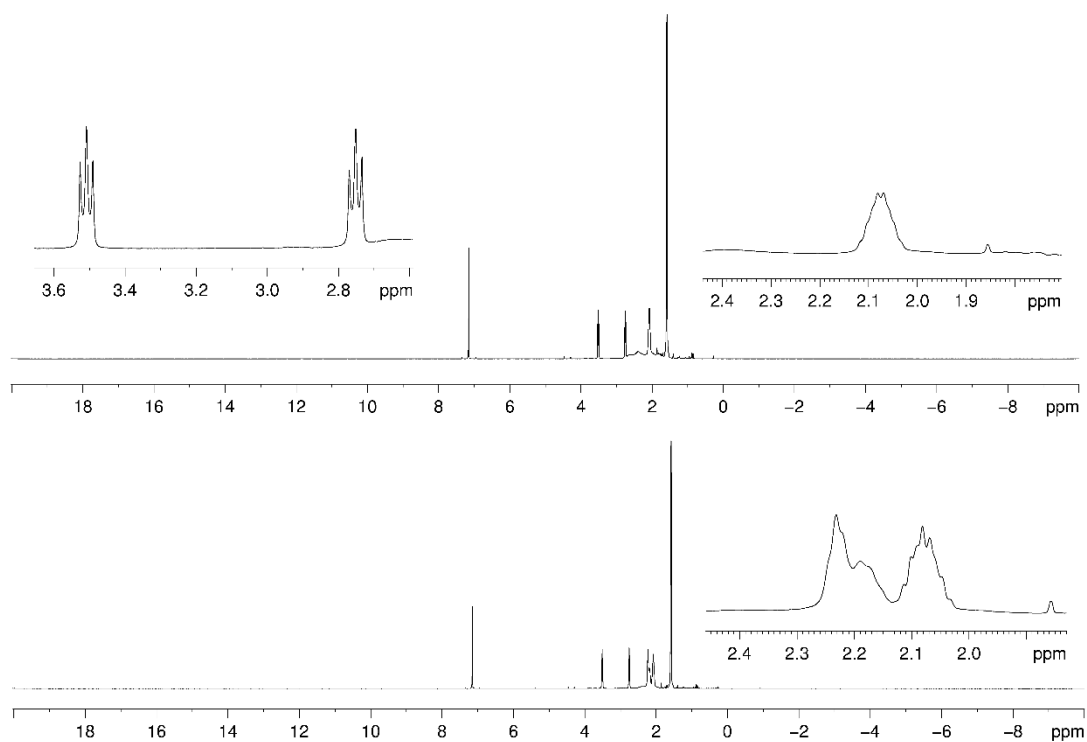 3.6 3.4 3.2 3.0 2.8 ppm
2.4 2.3 2.2 2.1 2.0 1.9 ppm
18 16 14 12 10 8 6 4 2 0 −2 −4 −6 −8 ppm
2.4 2.3 2.2 2.1 2.0 ppm
18 16 14 12 10 8 6 4 2 0 −2 −4 −6 −8 ppm